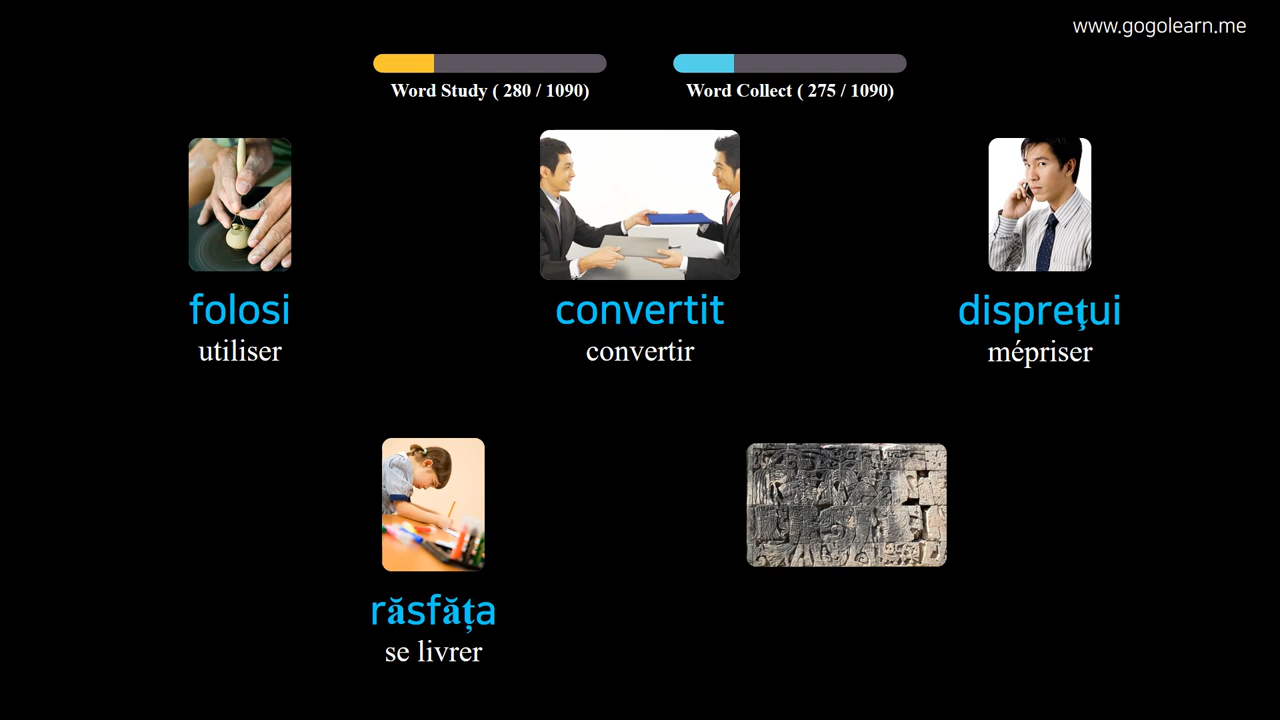 www.gogolearn.me
Word Study ( 280 / 1090)
Word Collect ( 275 / 1090)
folosi
utiliser
convertit
convertir
disprețui
mépriser
răsfăța
se livrer